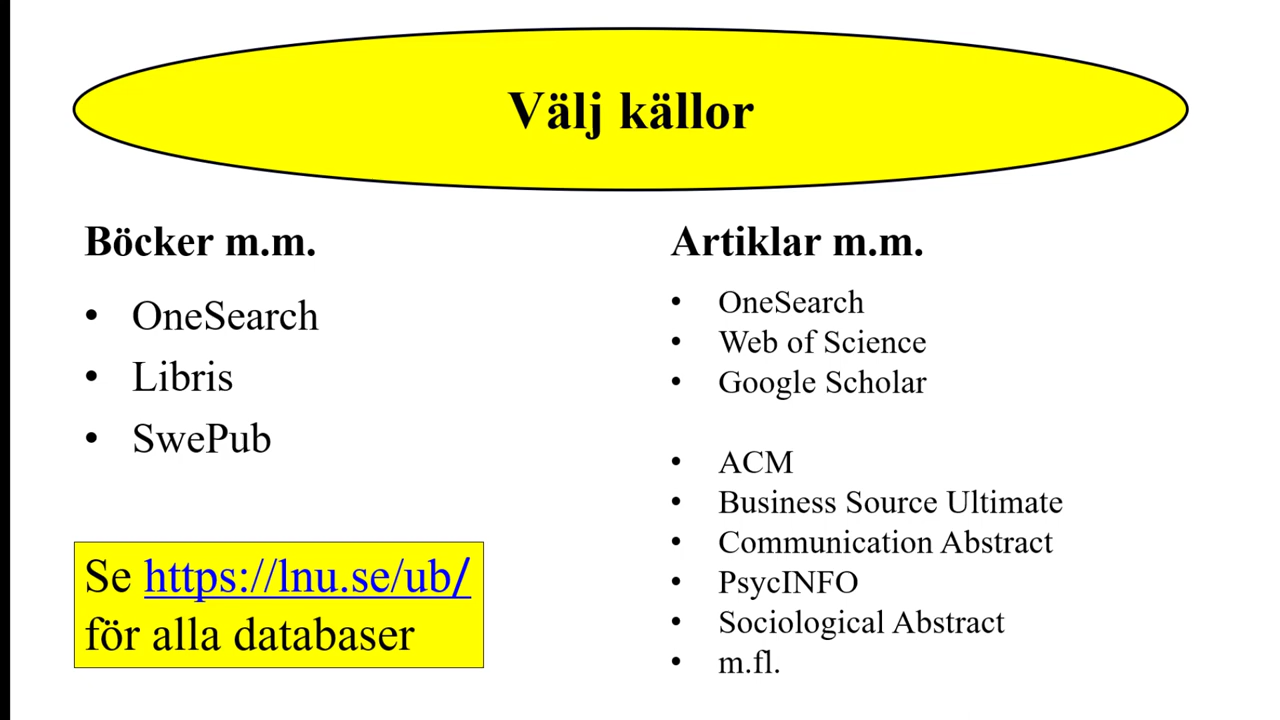 Välj källor
Böcker m.m.
• OneSearch
• Libris
• SwePub
Se https://lnu.se/ub/
för alla databaser
Artiklar m.m.
• OneSearch
• Web of Science
• Google Scholar
• ACM
• Business Source Ultimate
• Communication Abstract
• PsycINFO
• Sociological Abstract
• m.fl.